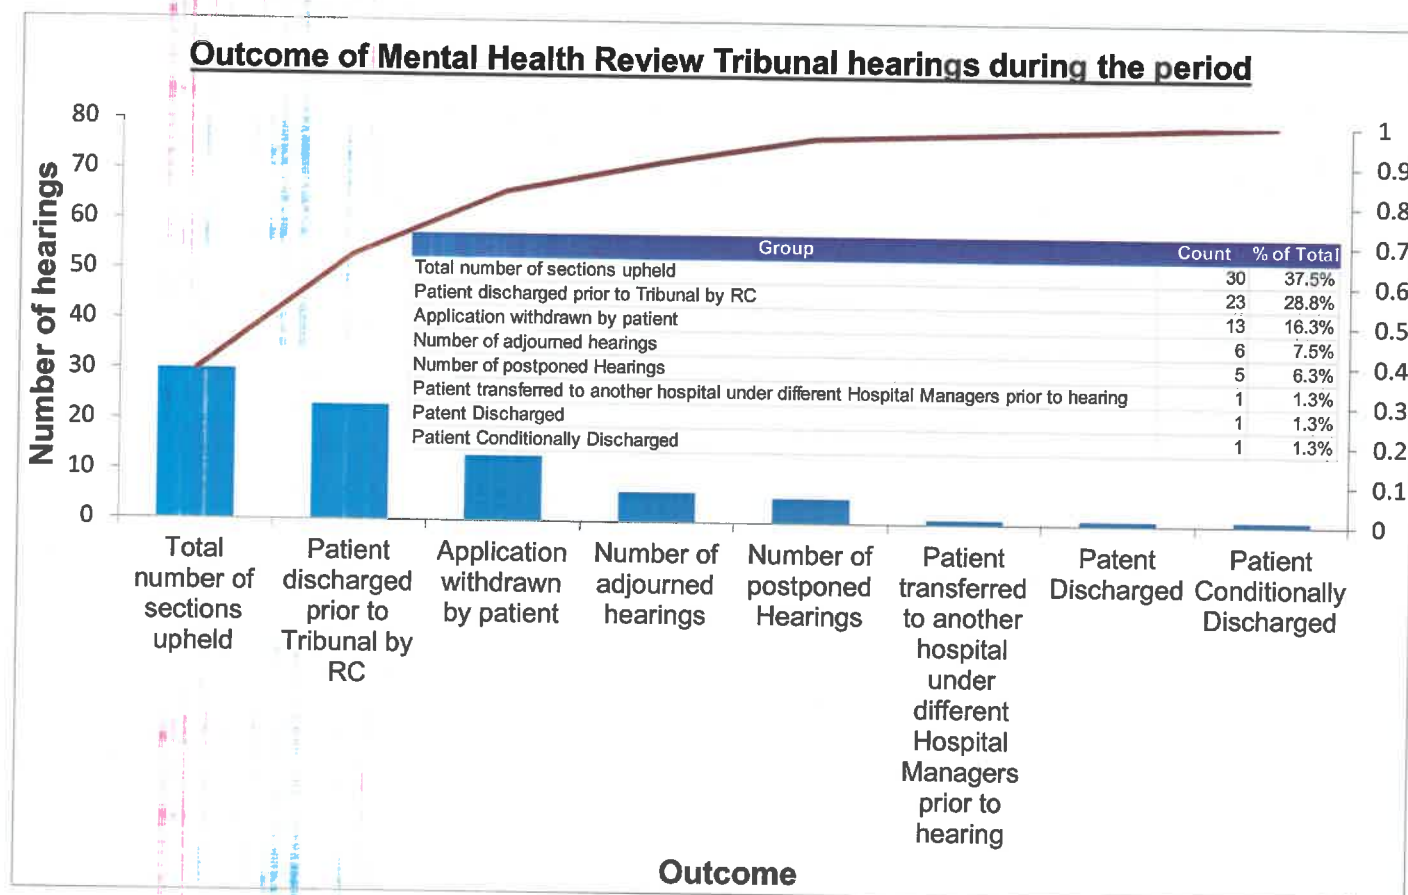 Outcome of Mental Health Review Tribunal hearings during the period
80
70
60
50
40
30
20
10
0
Number of hearings
1
0.9
0.8
0.7
0.6
0.5
0.4
0.3
0.2
0.1
0
Group Count % of Total
Total number of sections upheld 30 37.5%
Patient discharged prior to Tribunal by RC 23 28.8%
Application withdrawn by patient 13 16.3%
Number of adjourned hearings 6 7.5%
Number of postponed Hearings 5 6.3%
Patient transferred to another hospital under different Hospital Managers prior to hearing 1 1.3%
Patent Discharged 1 1.3%
Patient Conditionally Discharged 1 1.3%
Total
number of
sections
upheld
Patient
discharged
prior to
Tribunal by
RC
Application
withdrawn
by patient
Number of
adjourned
hearings
Number of
postponed
Hearings
Patient
transferred
to another
hospital
under
different
Hospital
Managers
prior to
hearing
Patent
Discharged
Patient
Conditionally
Discharged
Outcome